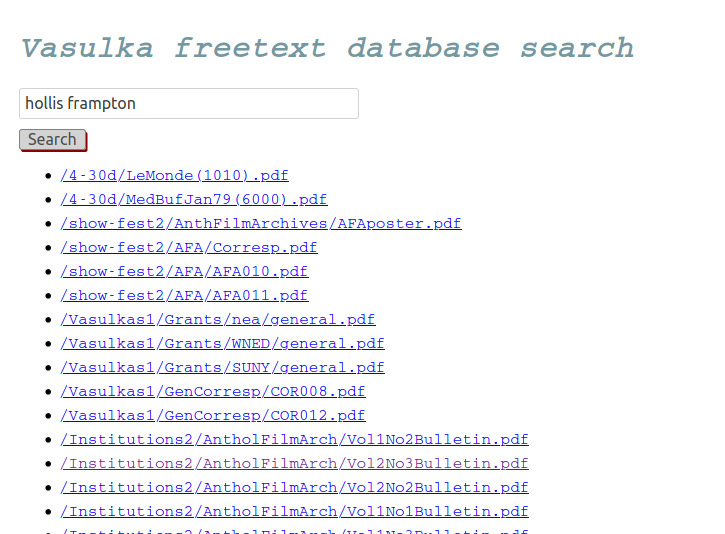 Vasulka freetext database search
hollis frampton
Search
/4-30d/LeMonde(1010).pdf
/4-30d/MedBufJan79(6000).pdf
/show-fest2/AnthFilmArchives/AFAposter.pdf
/show-fest2/AFA/Corresp.pdf
/show-fest2/AFA/AFA010.pdf
/show-fest2/AFA/AFA011.pdf
/Vasulkas1/Grants/nea/general.pdf
/Vasulkas1/Grants/WNED/general.pdf
/Vasulkas1/Grants/SUNY/general.pdf
/Vasulkas1/GenCorresp/COR008.pdf
/Vasulkas1/GenCorresp/COR012.pdf
/Institutions2/AntholFilmArch/Vol1No2Bulletin.pdf
/Institutions2/AntholFilmArch/Vol2No3Bulletin.pdf
/Institutions2/AntholFilmArch/Vol2No2Bulletin.pdf
/Institutions2/AntholFilmArch/Vol1No1Bulletin.pdf
/Institutions2/AntholFilmArch/Vol1No3Bulletin.pdf